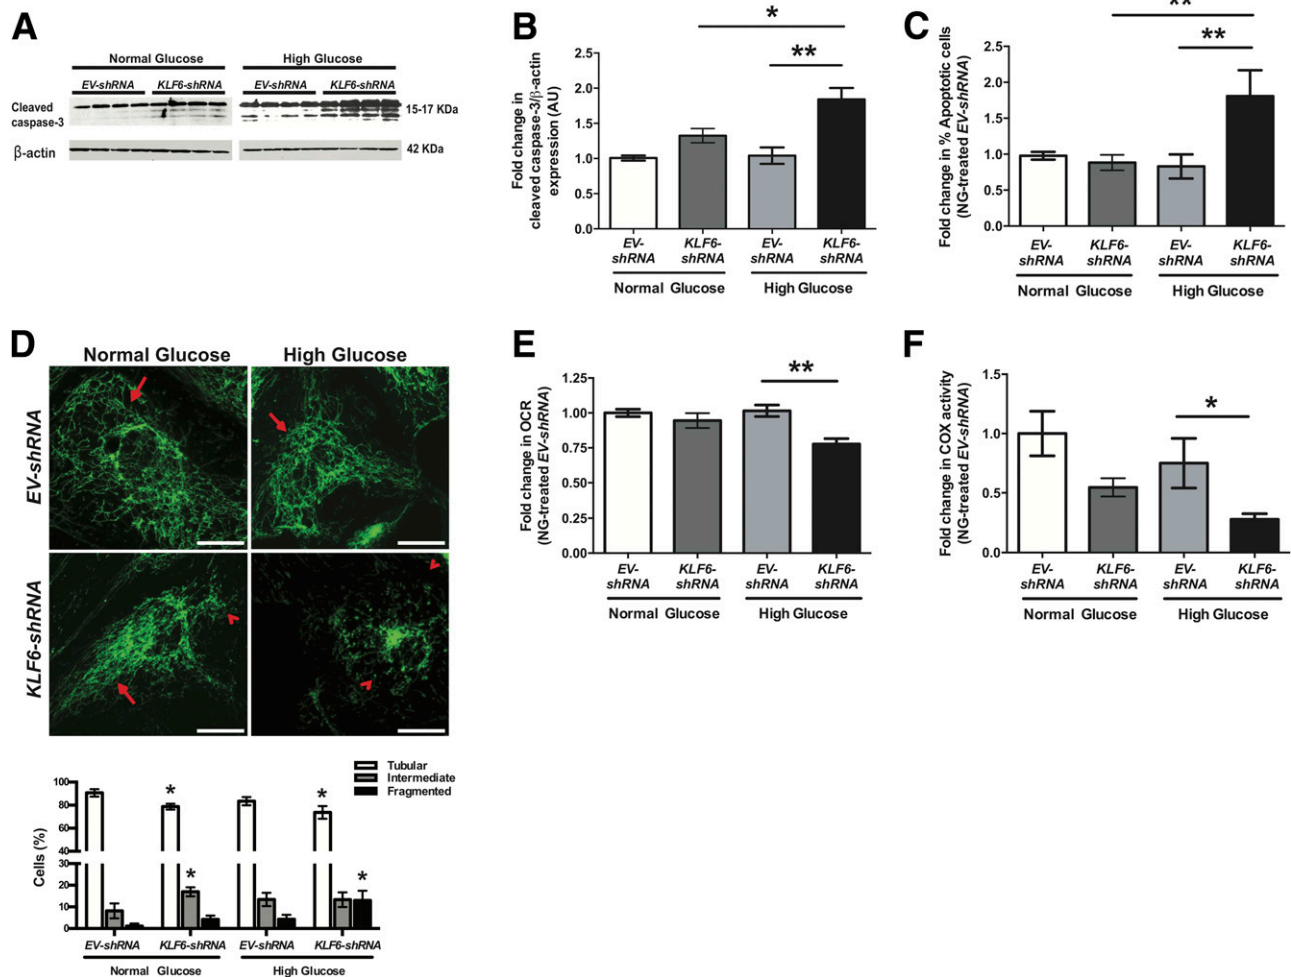 A
Normal Glucose
High Glucose
EV-shRNA
KLF6-shRNA
EV-shRNA
KLF6-shRNA
Cleaved
caspase-3
15-17 KDa
β-actin
42 KDa
B
Fold change in
cleaved caspase-3/β-actin
expression (AU)
2.5
2.0
1.5
1.0
0.5
0.0
*
**
EV-
shRNA
KLF6-
shRNA
EV-
shRNA
KLF6-
shRNA
Normal Glucose
High Glucose
C
Fold change in % Apoptotic cells
(NG-treated EV-shRNA)
2.5
2.0
1.5
1.0
0.5
0.0
**
**
EV-
shRNA
KLF6-
shRNA
EV-
shRNA
KLF6-
shRNA
Normal Glucose
High Glucose
D
Normal Glucose
High Glucose
EV-shRNA
KLF6-shRNA
Tubular
Intermediate
Fragmented
Cells (%)
100
80
60
40
30
20
10
0
*
*
*
*
EV-shRNA
KLF6-shRNA
EV-shRNA
KLF6-shRNA
Normal Glucose
High Glucose
E
Fold change in OCR
(NG-treated EV-shRNA)
1.25
1.00
0.75
0.50
0.25
0.00
**
EV-
shRNA
KLF6-
shRNA
EV-
shRNA
KLF6-
shRNA
Normal Glucose
High Glucose
F
Fold change in COX activity
(NG-treated EV-shRNA)
1.5
1.0
0.5
0.0
*
EV-
shRNA
KLF6-
shRNA
EV-
shRNA
KLF6-
shRNA
Normal Glucose
High Glucose